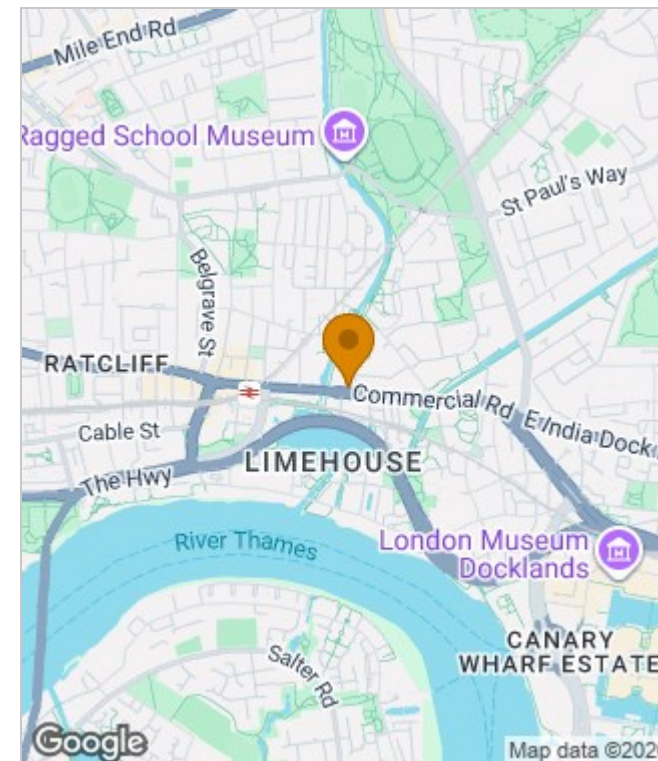 Mile End Rd
Ragged School Museum
St Paul's Way
Belgrave St
RATCLIFF
Commercial Rd
E India Dock
Cable St
LIMEHOUSE
The Hwy
River Thames
London Museum
Docklands
CANARY
WHARF ESTATE
Salter Rd
Google
Map data ©202